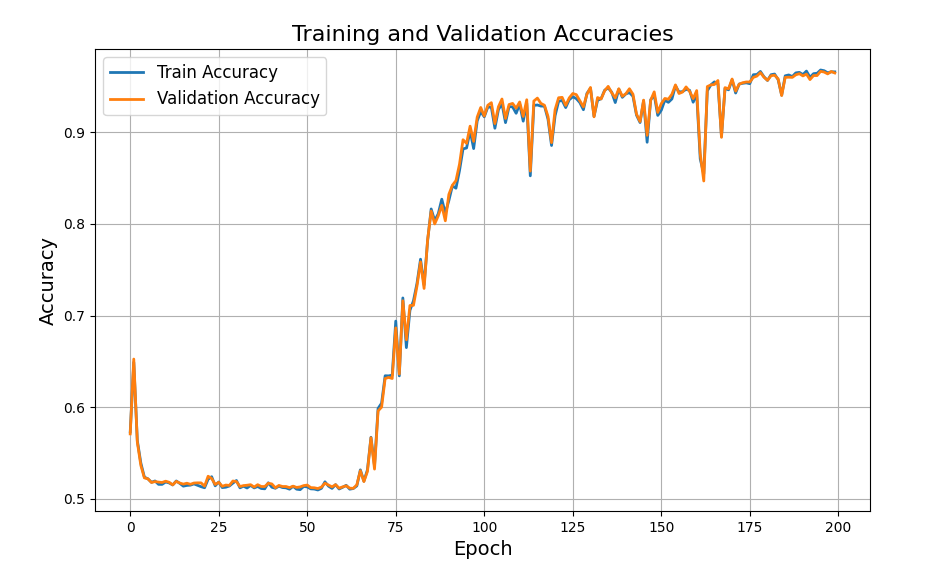 Training and Validation Accuracies
Train Accuracy
Validation Accuracy
Accuracy
0.9
0.8
0.7
0.6
0.5
0 25 50 75 100 125 150 175 200
Epoch